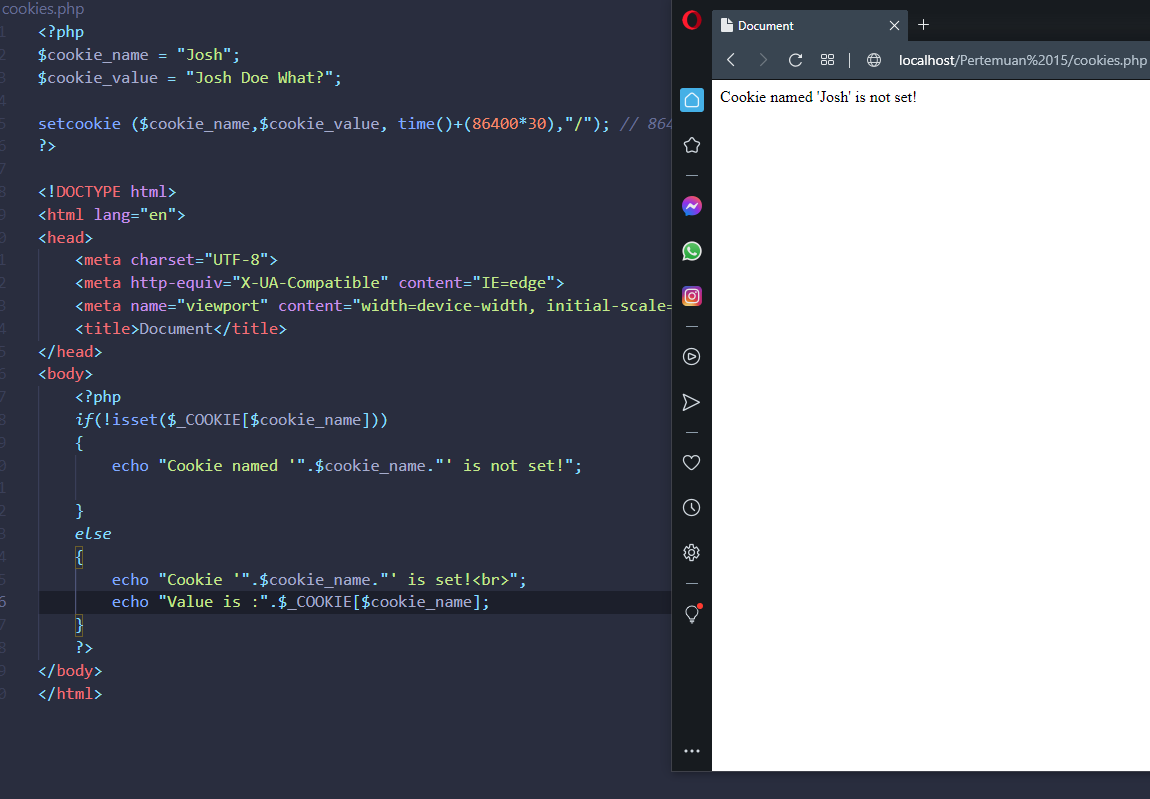 cookies.php
<?php
$cookie_name = "Josh";
$cookie_value = "Josh Doe What?";
setcookie ($cookie_name,$cookie_value, time()+(86400*30),"/"); // 864
?>
<!DOCTYPE html>
<html lang="en">
<head>
<meta charset="UTF-8">
<meta http-equiv="X-UA-Compatible" content="IE=edge">
<meta name="viewport" content="width=device-width, initial-scale=
<title>Document</title>
</head>
<body>
<?php
if(!isset($_COOKIE[$cookie_name]))
{
echo "Cookie named '".$cookie_name."' is not set!";
}
else
{
echo "Cookie '".$cookie_name."' is set!<br>";
echo "Value is :".$_COOKIE[$cookie_name];
}
?>
</body>
</html>
Document
localhost/Pertemuan%2015/cookies.php
Cookie named 'Josh' is not set!